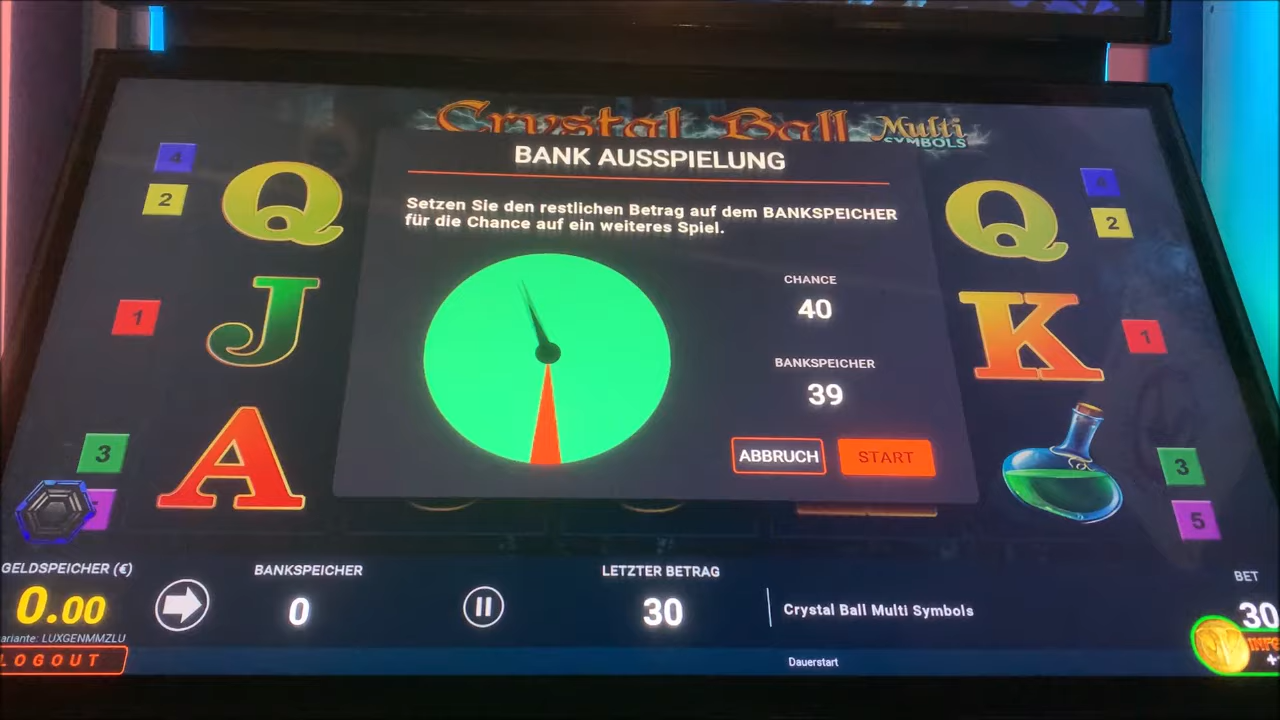 Crystal Ball Multi
SYMBOLS
BANK AUSSPIELUNG
Setzen Sie den restlichen Betrag auf dem BANKSPEICHER
für die Chance auf ein weiteres Spiel.
CHANCE
40
BANKSPEICHER
39
ABBRUCH
START
4
2
1
3
Q
J
A
4
2
1
3
5
Q
K
GELDSPEICHER (€)
0.00
ariante: LUXGENMMZLU
LOGOUT
BANKSPEICHER
0
LETZTER BETRAG
30
Crystal Ball Multi Symbols
Dauerstart
BET
30